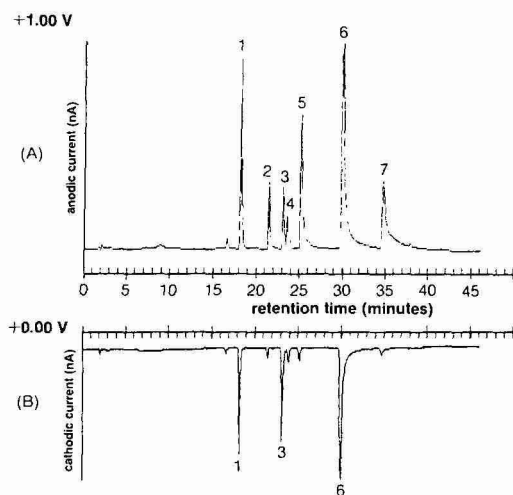 +1.00 V
1
6
5
2
3
4
7
anodic current (nA)
(A)
0 5 10 15 20 25 30 35 40 45
retention time (minutes)
+0.00 V
cathodic current (nA)
(B)
1
3
6